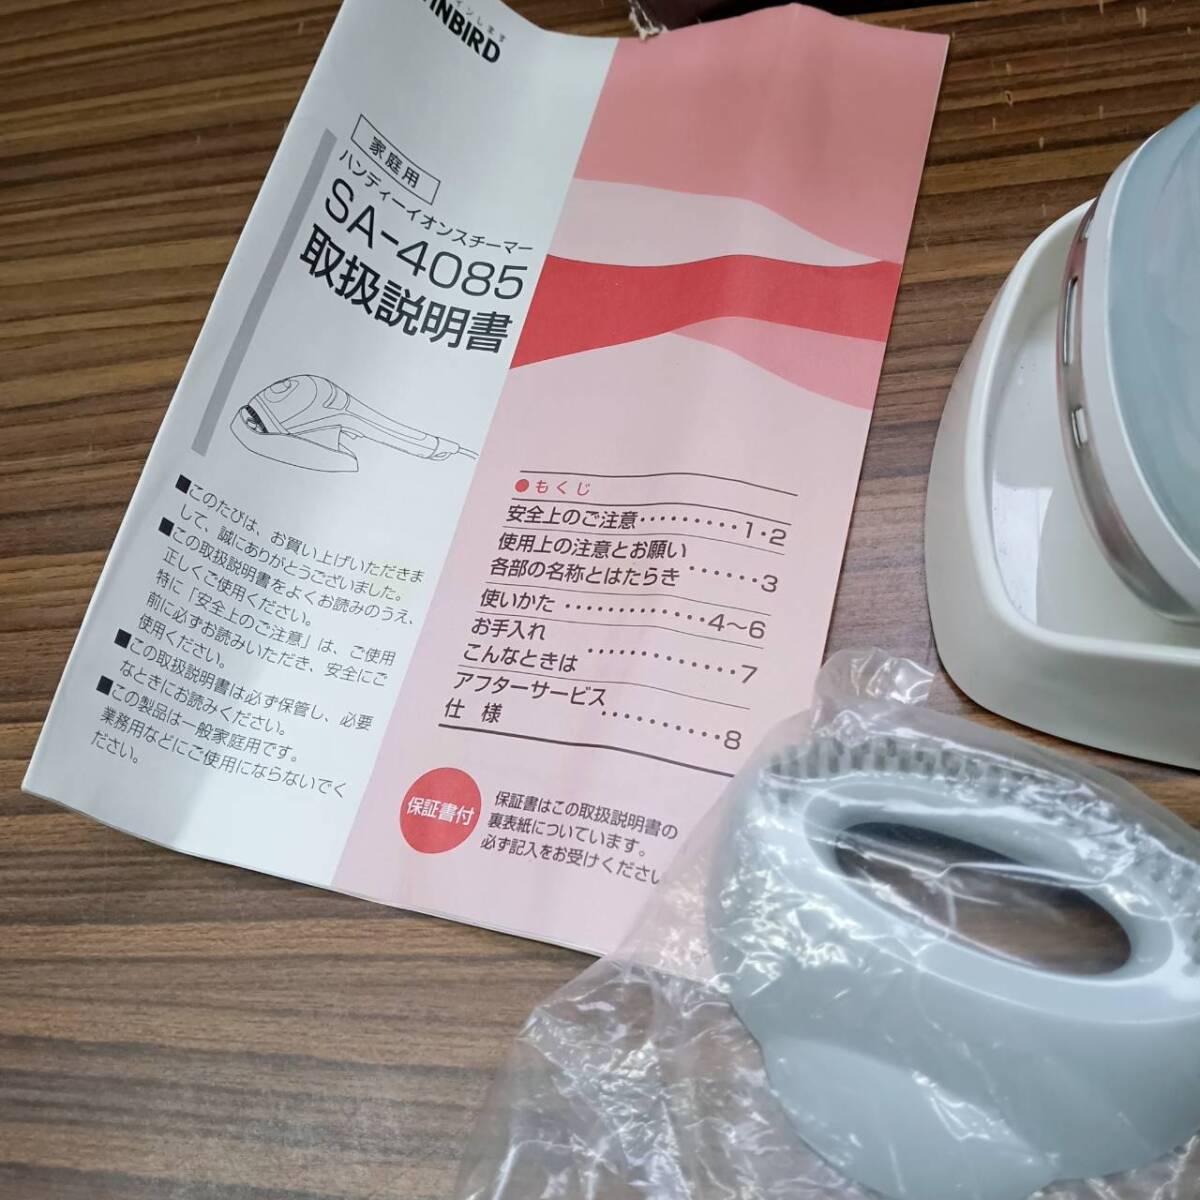 インします
家庭用
ハンディーイオンスチーマー
SA-4085
取扱説明書
■このたびは、お買い上げいただきま
して、誠にありがとうございました。
■この取扱説明書をよくお読みのうえ、
正しくご使用ください。
特に「安全上のご注意」は、ご使用
前に必ずお読みいただき、安全にご
使用ください。
■この取扱説明書は必ず保管し、必要
なときにお読みください。
■この製品は一般家庭用です。
業務用などにご使用にならないでく
ださい。
●もくじ
安全上のご注意・・・・・・・・・・1・2
使用上の注意とお願い
各部の名称とはたらき・・・・・・・3
使いかた・・・・・・・・・・・・4〜6
お手入れ
こんなときは・・・・・・・・・・・・・7
アフターサービス
仕様・・・・・・・・・・8
保証書付
保証書はこの取扱説明書の
裏表紙についています。
必ず記入をお受けください